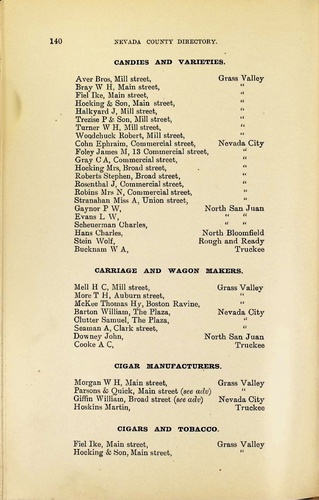 140 NEVADA COUNTY DIRECTORY.
CANDIES AND VARIETIES.
Aver Bros, Mill street, Grass Valley
Bray W H, Main street, "
Fiel Ike, Main street, "
Hocking & Son, Main street, "
Halkyard J, Mill street, "
Trezise P & Son, Mill street, "
Turner W H, Mill street, "
Woodchuck Robert, Mill street, "
Cohn Ephraim, Commercial street, Nevada City
Foley James M, 13 Commercial street, "
Gray C A, Commercial street, "
Hocking Mrs, Broad street, "
Roberts Stephen, Broad street, "
Rosenthal J, Commercial street, "
Robins Mrs N, Commercial street, "
Stranahan Miss A, Union street, "
Gaynor P W, North San Juan
Evans L W, " "
Scheuerman Charles, " "
Hans Charles, North Bloomfield
Stein Wolf, Rough and Ready
Bucknam W A, Truckee
CARRIAGE AND WAGON MAKERS.
Mell H C, Mill street, Grass Valley
More T H, Auburn street, "
McKee Thomas Hy, Boston Ravine, "
Barton William, The Plaza, Nevada City
Clutter Samuel, The Plaza, "
Seaman A, Clark street, "
Downey John, North San Juan
Cooke A C, Truckee
CIGAR MANUFACTURERS.
Morgan W H, Main street, Grass Valley
Parsons & Quick, Main street (see adv) "
Giffin William, Broad street (see adv) Nevada City
Hoskins Martin, Truckee
CIGARS AND TOBACCO.
Fiel Ike, Main street, Grass Valley
Hocking & Son, Main street, "